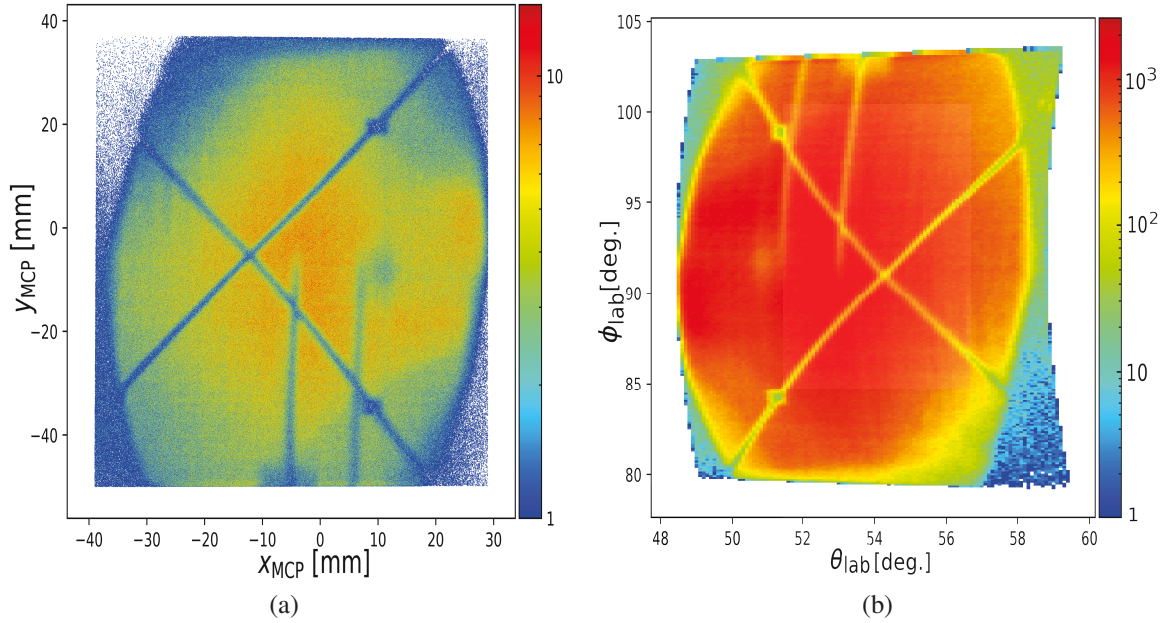 40
20
0
−20
−40
y_MCP [mm]
−40 −30 −20 −10 0 10 20 30
x_MCP [mm]
10
1
(a)
105
100
95
90
85
80
ϕ_lab [deg.]
48 50 52 54 56 58 60
θ_lab [deg.]
10^3
10^2
10
1
(b)